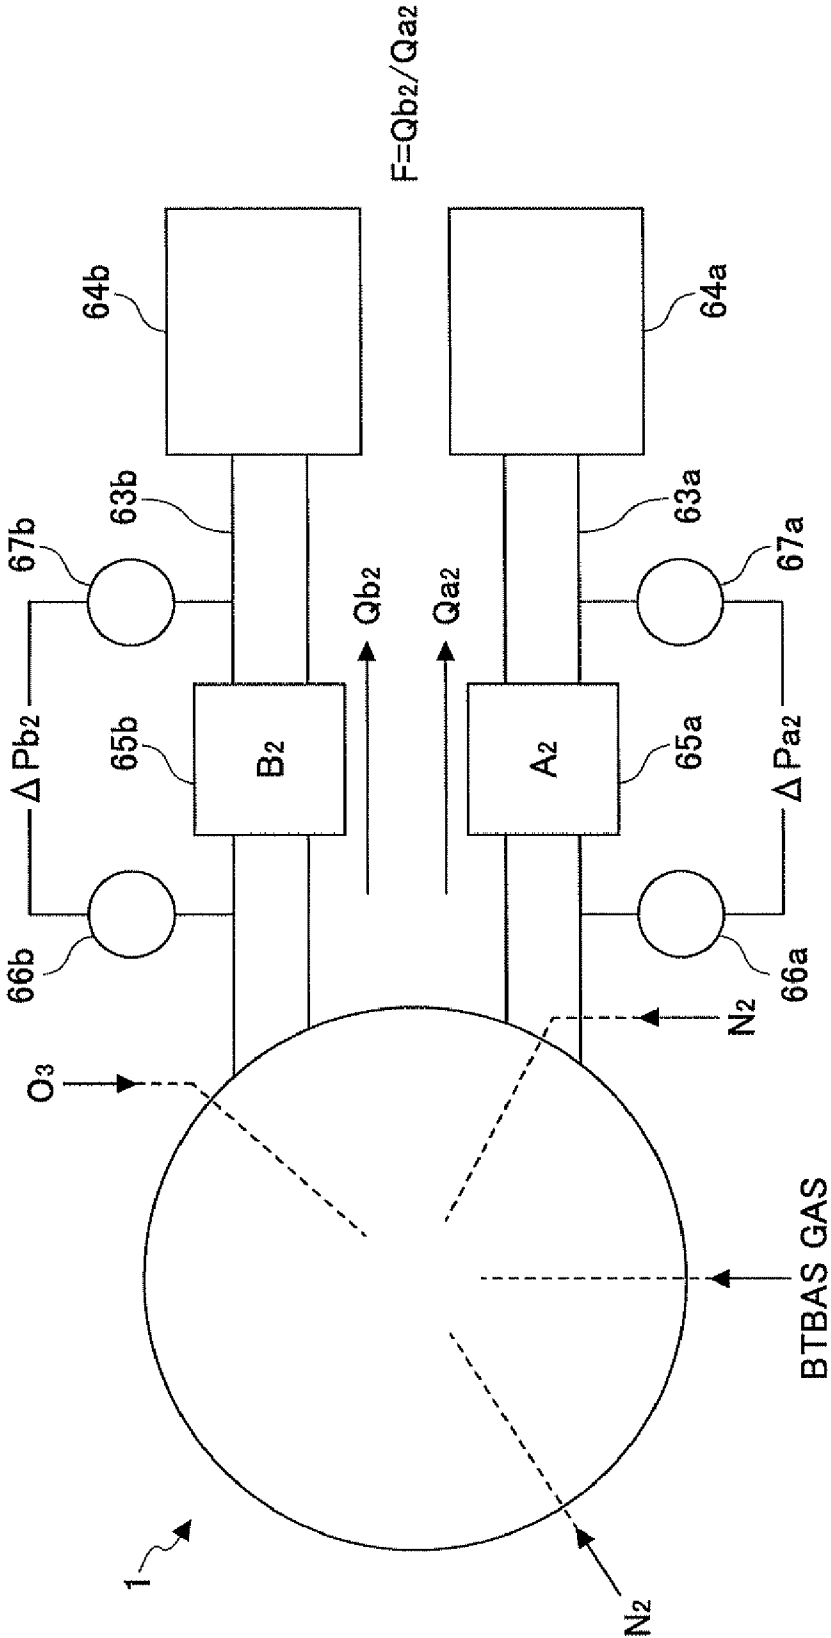 F=Qb2/Qa2
64b
64a
63b
63a
67b
67a
Qb2
Qa2
ΔPb2
65b
B2
A2
65a
ΔPa2
66b
66a
O3
N2
BTBAS GAS
1
N2